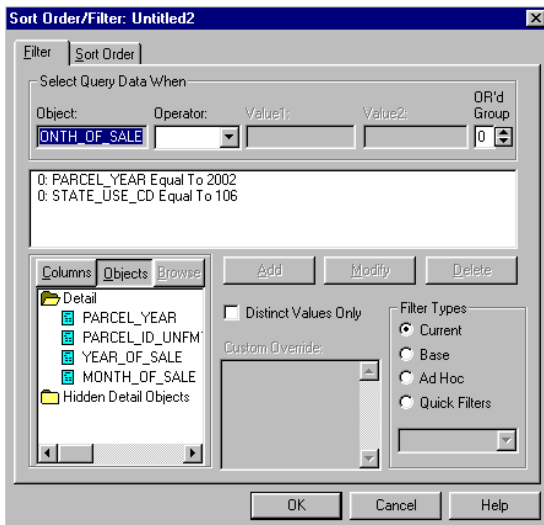 Sort Order/Filter: Untitled2
Filter Sort Order
Select Query Data When
OR'd
Object: Operator: Value1: Value2: Group
ONTH_OF_SALE 0
0: PARCEL_YEAR Equal To 2002
0: STATE_USE_CD Equal To 106
Columns Objects Browse Add Modify Delete
Detail
PARCEL_YEAR
PARCEL_ID_UNFM
YEAR_OF_SALE
MONTH_OF_SALE
Hidden Detail Objects
Distinct Values Only
Custom Override:
Filter Types
Current
Base
Ad Hoc
Quick Filters
OK Cancel Help